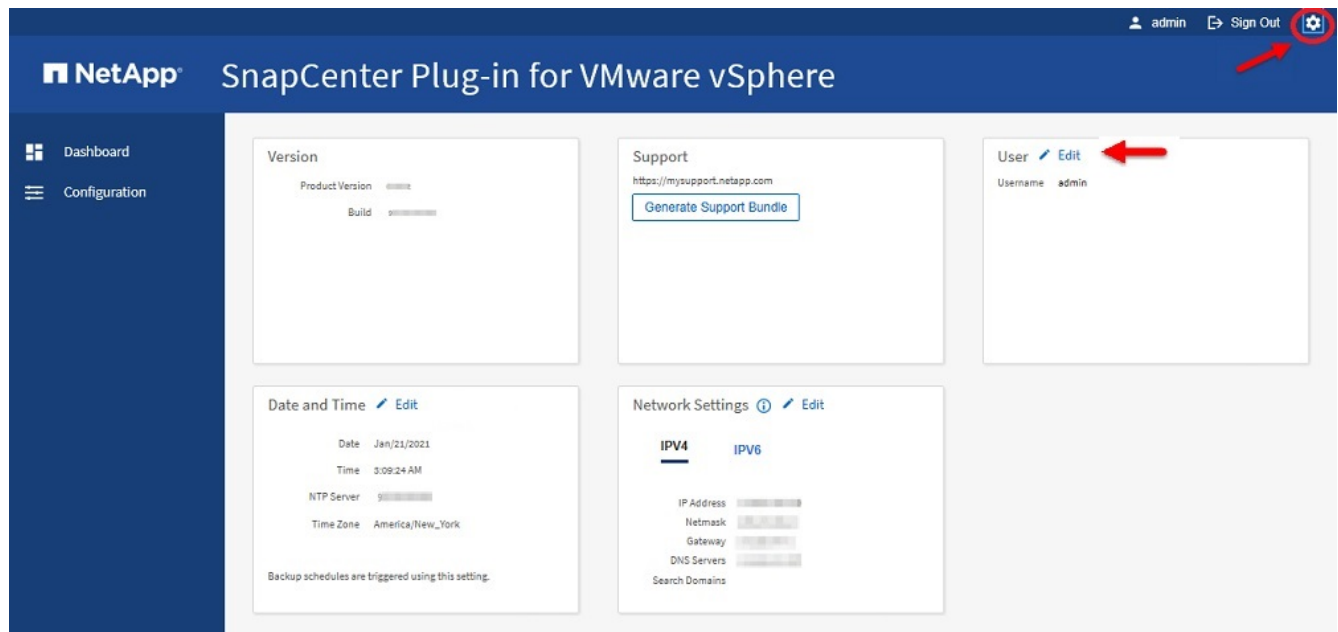 admin Sign Out
NetApp® SnapCenter Plug-in for VMware vSphere
Dashboard
Configuration
Version
Product Version
Build
Support
https://mysupport.netapp.com
Generate Support Bundle
User Edit
Username admin
Date and Time Edit
Date Jan/21/2021
Time 3:09:24 AM
NTP Server
Time Zone America/New_York
Backup schedules are triggered using this setting.
Network Settings Edit
IPV4 IPV6
IP Address
Netmask
Gateway
DNS Servers
Search Domains